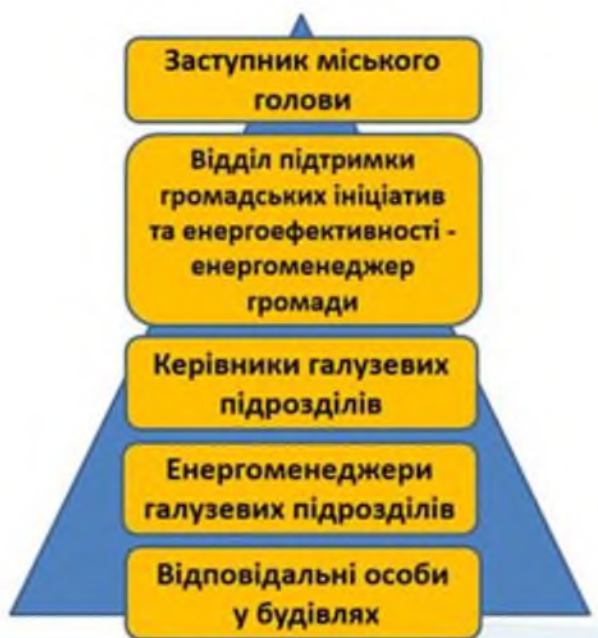 Заступник міського
голови
Відділ підтримки
громадських ініціатив
та енергоефективності -
енергоменеджер
громади
Керівники галузевих
підрозділів
Енергоменеджери
галузевих підрозділів
Відповідальні особи
у будівлях